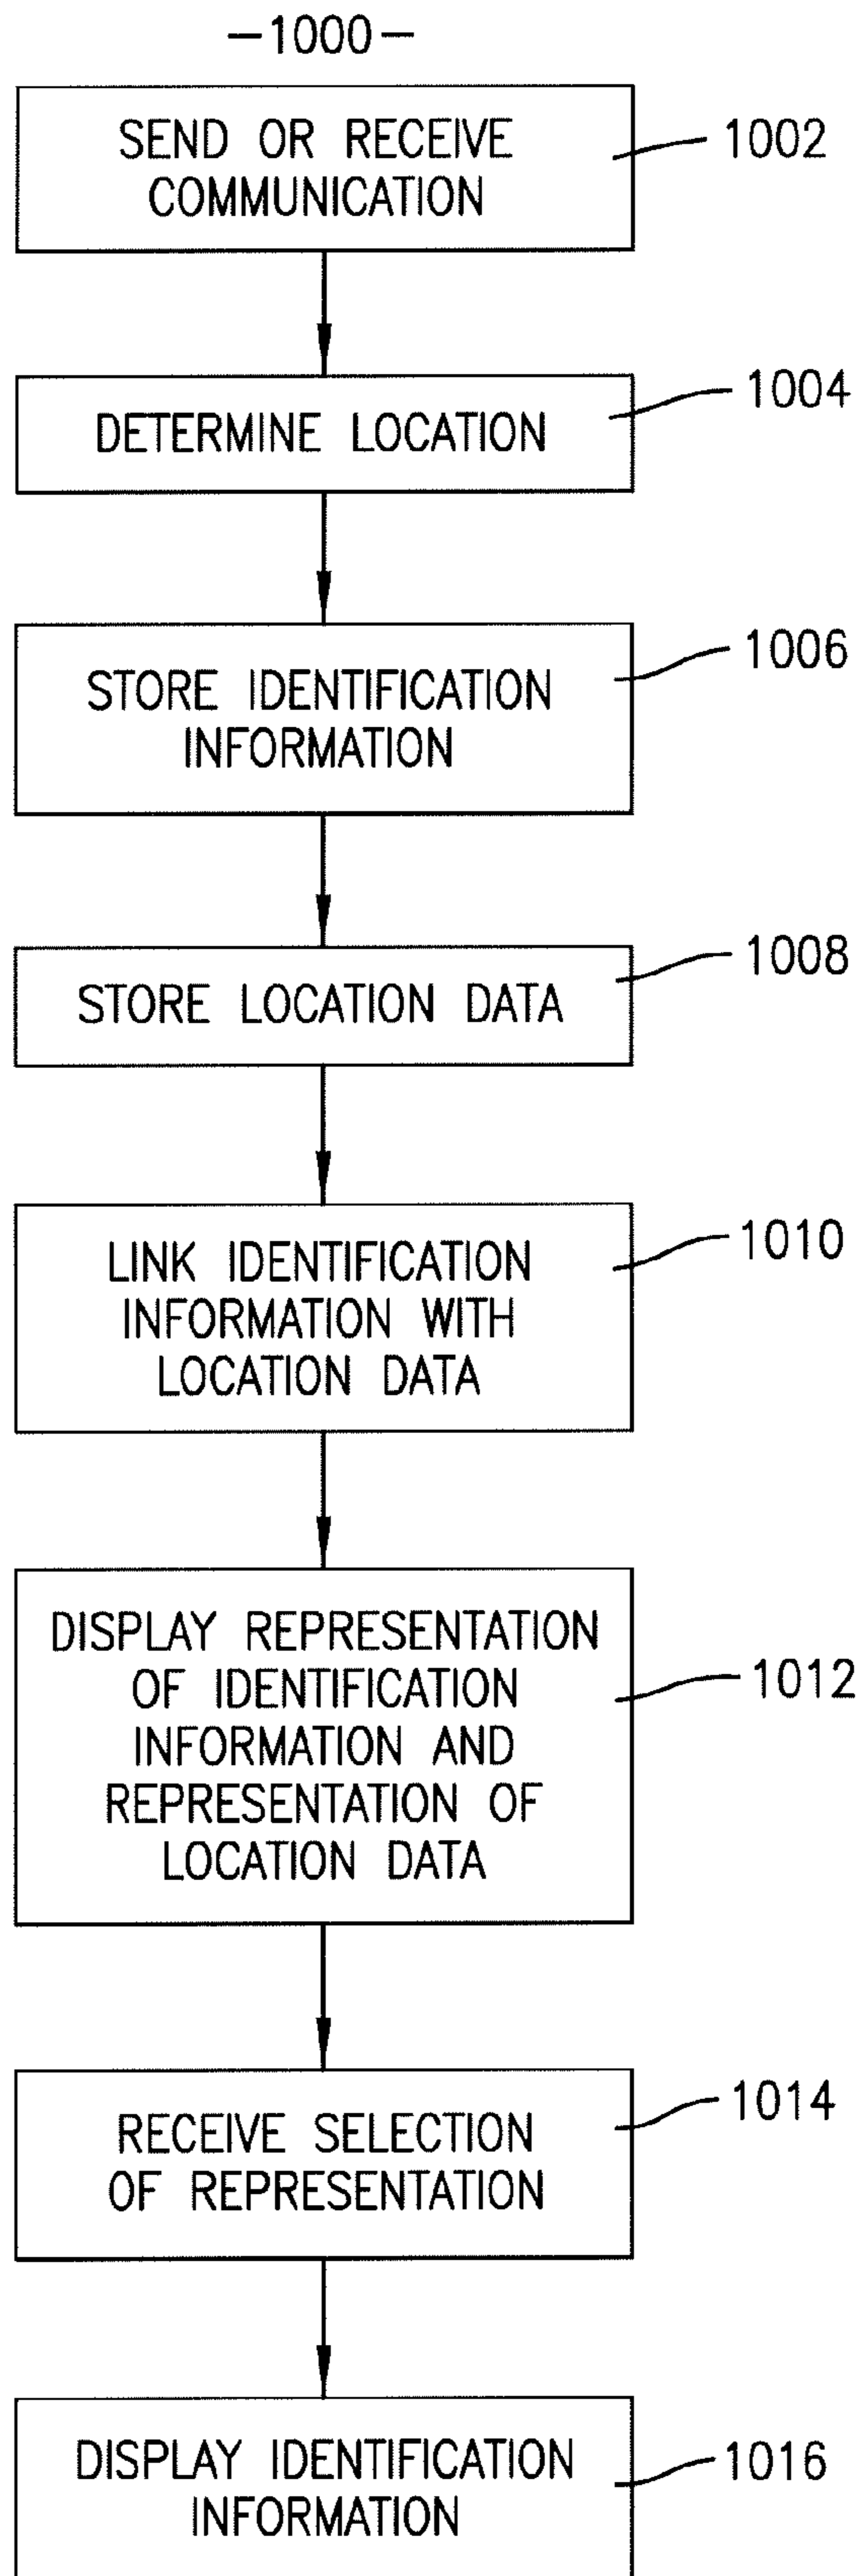 -1000-
SEND OR RECEIVE
COMMUNICATION
1002
DETERMINE LOCATION
1004
STORE IDENTIFICATION
INFORMATION
1006
STORE LOCATION DATA
1008
LINK IDENTIFICATION
INFORMATION WITH
LOCATION DATA
1010
DISPLAY REPRESENTATION
OF IDENTIFICATION
INFORMATION AND
REPRESENTATION OF
LOCATION DATA
1012
RECEIVE SELECTION
OF REPRESENTATION
1014
DISPLAY IDENTIFICATION
INFORMATION
1016